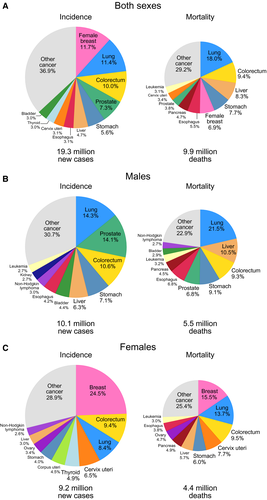 Both sexes
A
Incidence
Mortality
Female
breast
11.7%
Lung
11.4%
Colorectum
10.0%
Prostate
7.3%
Stomach
5.6%
Liver
4.7%
Esophagus
3.1%
Cervix uteri
3.1%
Thyroid
3.0%
Bladder
3.0%
Other
cancer
36.9%
19.3 million
new cases
Lung
18.0%
Colorectum
9.4%
Liver
8.3%
Stomach
7.7%
Female
breast
6.9%
Esophagus
5.5%
Pancreas
4.7%
Prostate
3.8%
Cervix uteri
3.4%
Leukemia
3.1%
Other
cancer
29.2%
9.9 million
deaths
B
Males
Incidence
Mortality
Lung
14.3%
Prostate
14.1%
Colorectum
10.6%
Stomach
7.1%
Liver
6.3%
Bladder
4.4%
Esophagus
4.2%
Non-Hodgkin
lymphoma
3.0%
Kidney
2.7%
Leukemia
2.7%
Other
cancer
30.7%
10.1 million
new cases
Lung
21.5%
Liver
10.5%
Colorectum
9.3%
Stomach
9.1%
Prostate
6.8%
Esophagus
6.8%
Pancreas
4.5%
Leukemia
3.2%
Bladder
2.9%
Non-Hodgkin
lymphoma
2.7%
Other
cancer
22.9%
5.5 million
deaths
C
Females
Incidence
Mortality
Breast
24.5%
Colorectum
9.4%
Lung
8.4%
Cervix uteri
6.5%
Thyroid
4.9%
Corpus uteri
4.5%
Stomach
4.0%
Ovary
3.4%
Liver
3.0%
Non-Hodgkin
lymphoma
2.6%
Other
cancer
28.9%
9.2 million
new cases
Breast
15.5%
Lung
13.7%
Colorectum
9.5%
Cervix uteri
7.7%
Stomach
6.0%
Liver
5.7%
Pancreas
4.9%
Ovary
4.7%
Esophagus
3.8%
Leukemia
3.0%
Other
cancer
25.4%
4.4 million
deaths